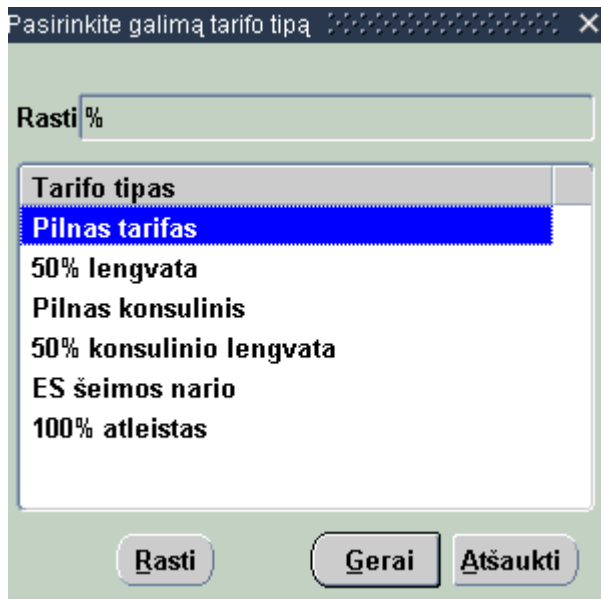 Pasirinkite galimą tarifo tipą
Rasti %
Tarifo tipas
Pilnas tarifas
50% lengvata
Pilnas konsulinis
50% konsulinio lengvata
ES šeimos nario
100% atleistas
Rasti Gerai Atšaukti